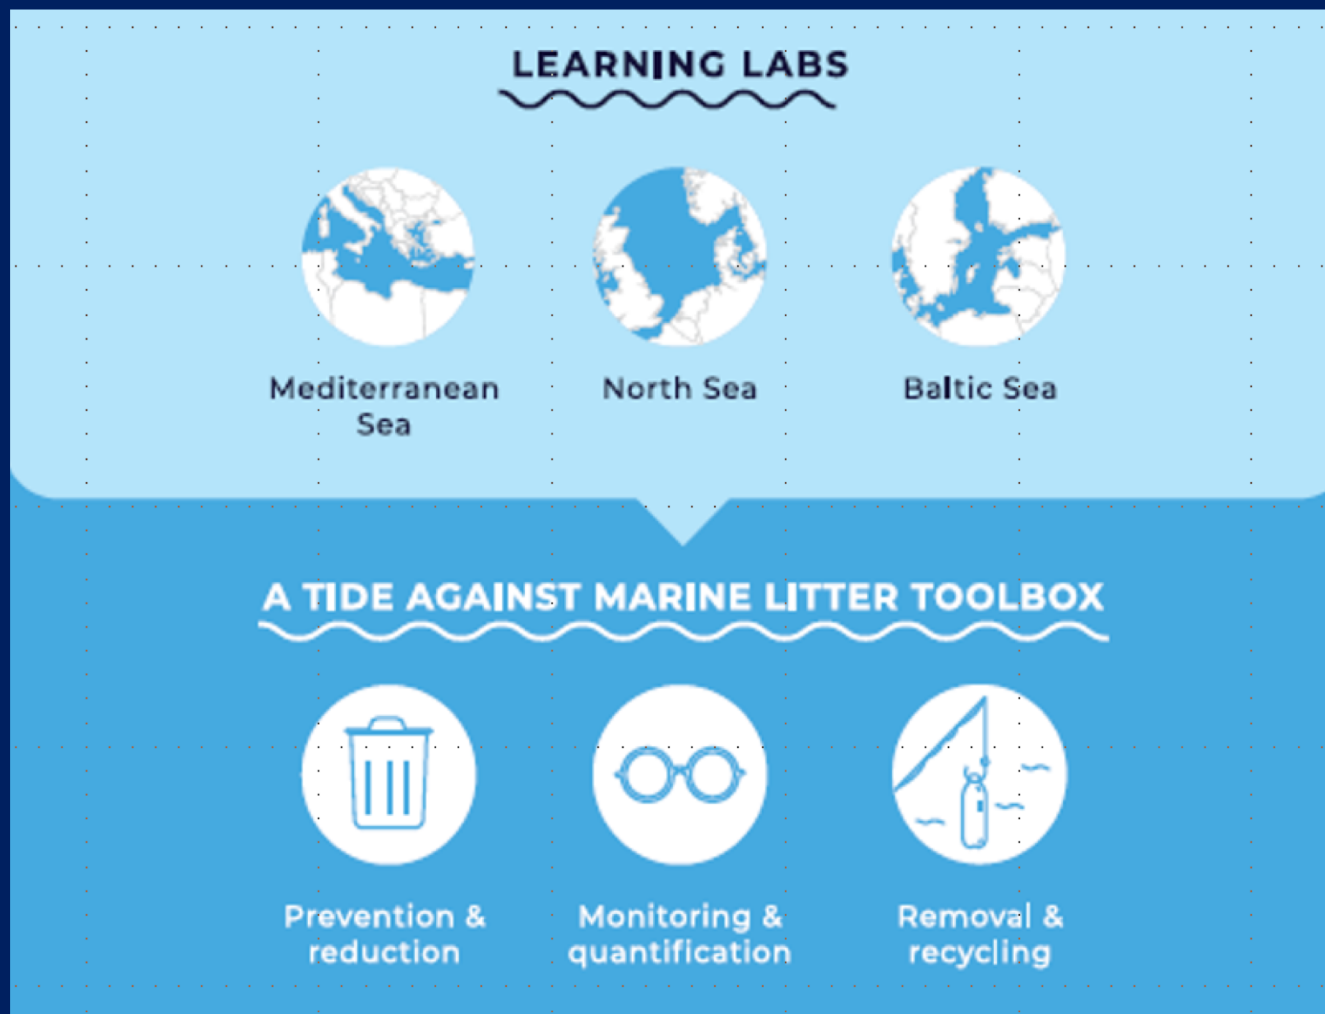 LEARNING LABS
Mediterranean
Sea
North Sea
Baltic Sea
A TIDE AGAINST MARINE LITTER TOOLBOX
Prevention &
reduction
Monitoring &
quantification
Removal &
recycling